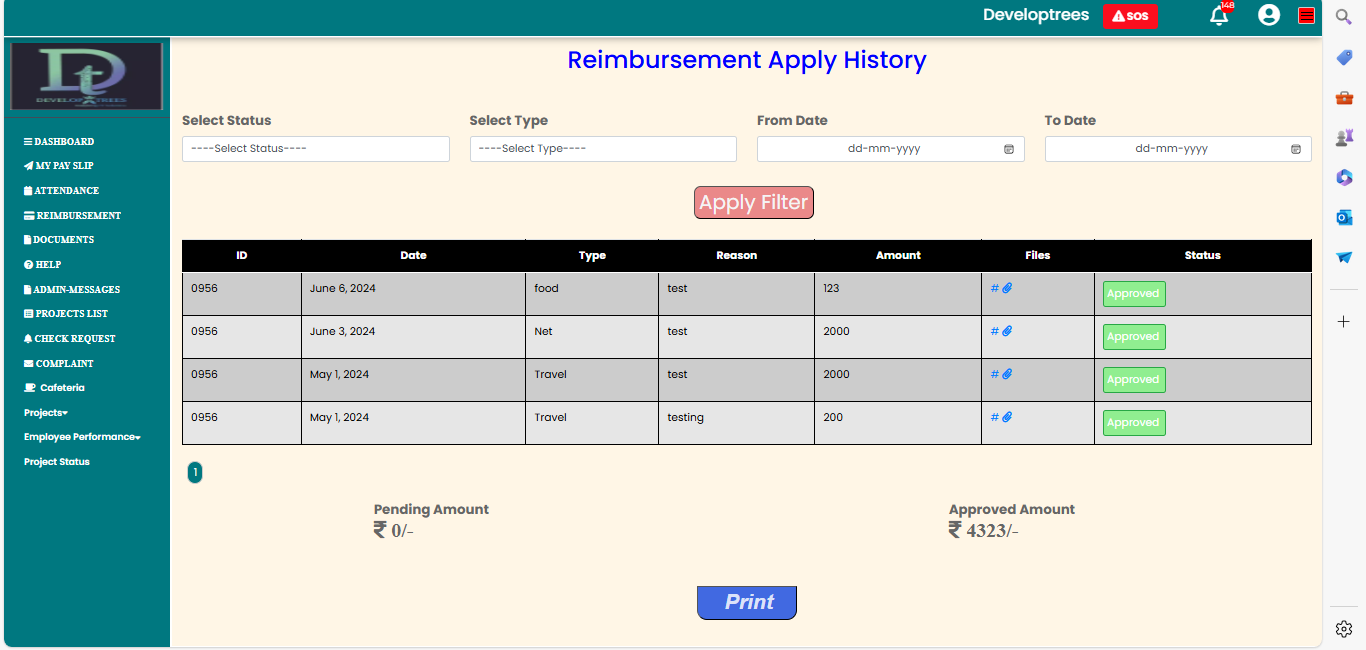 Developtrees SOS 148
DEVELOP TREES
Reimbursement Apply History
DASHBOARD
MY PAY SLIP
ATTENDANCE
REIMBURSEMENT
DOCUMENTS
HELP
ADMIN-MESSAGES
PROJECTS LIST
CHECK REQUEST
COMPLAINT
Cafeteria
Projects
Employee Performance
Project Status
Select Status Select Type From Date To Date
----Select Status---- ----Select Type---- dd-mm-yyyy dd-mm-yyyy
Apply Filter
ID Date Type Reason Amount Files Status
0956 June 6, 2024 food test 123 # Approved
0956 June 3, 2024 Net test 2000 # Approved
0956 May 1, 2024 Travel test 2000 # Approved
0956 May 1, 2024 Travel testing 200 # Approved
1
Pending Amount Approved Amount
₹ 0/- ₹ 4323/-
Print